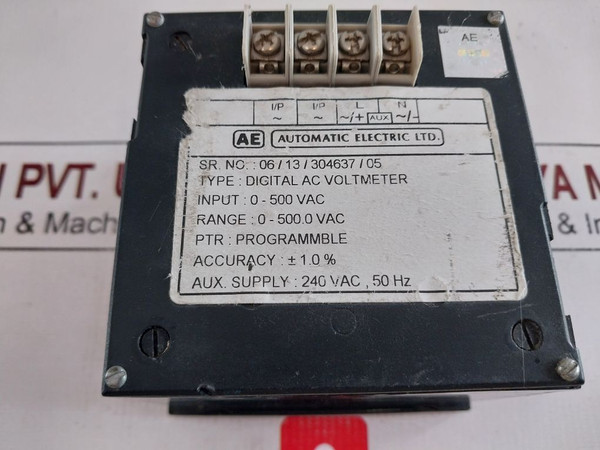 AE
I/P I/P L N
~ ~ ~/+ AUX ~/-
AE AUTOMATIC ELECTRIC LTD.
SR. NO. : 06 / 13 / 304637 / 05
TYPE : DIGITAL AC VOLTMETER
INPUT : 0 - 500 VAC
RANGE : 0 - 500.0 VAC
PTR : PROGRAMMBLE
ACCURACY : ± 1.0 %
AUX. SUPPLY : 240 VAC , 50 Hz
PVT.
& Mach
&